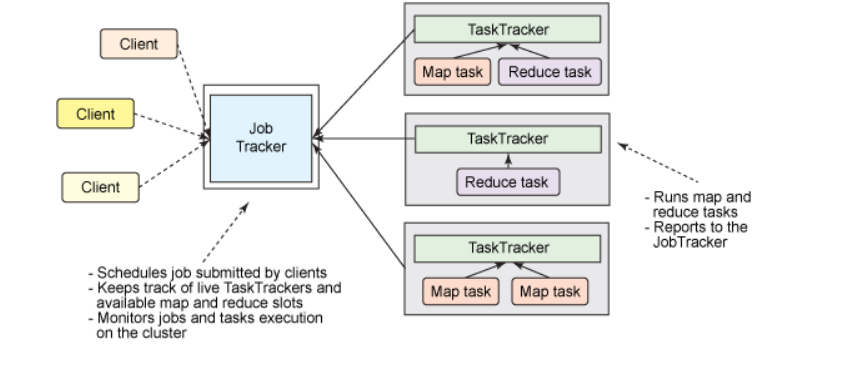 Client
Client
Client
Job
Tracker
TaskTracker
Map task
Reduce task
TaskTracker
Reduce task
TaskTracker
Map task
Map task
- Schedules job submitted by clients
- Keeps track of live TaskTrackers and
available map and reduce slots
- Monitors jobs and tasks execution
on the cluster
- Runs map and
reduce tasks
- Reports to the
JobTracker